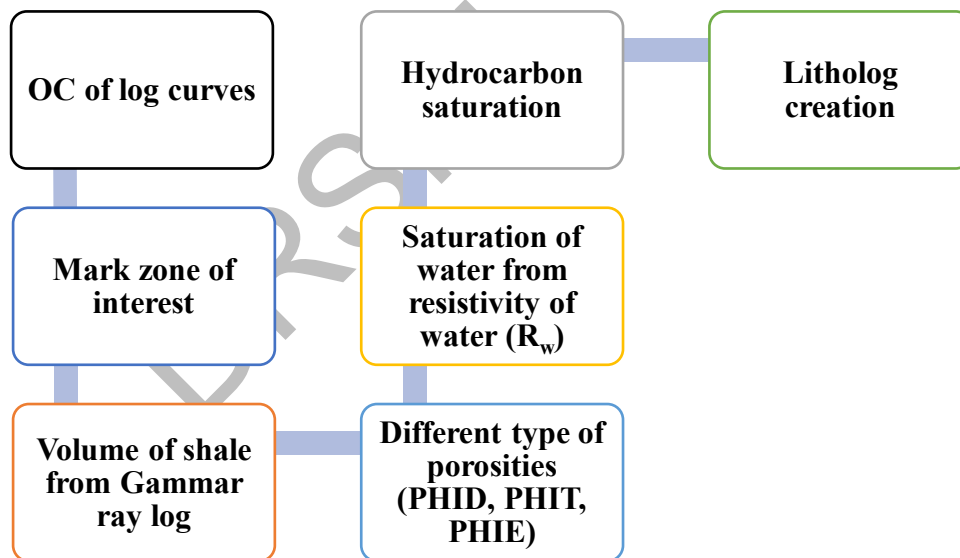 OC of log curves
Mark zone of
interest
Volume of shale
from Gammar
ray log
Different type of
porosities
(PHID, PHIT,
PHIE)
Saturation of
water from
resistivity of
water (Rw)
Hydrocarbon
saturation
Litholog
creation